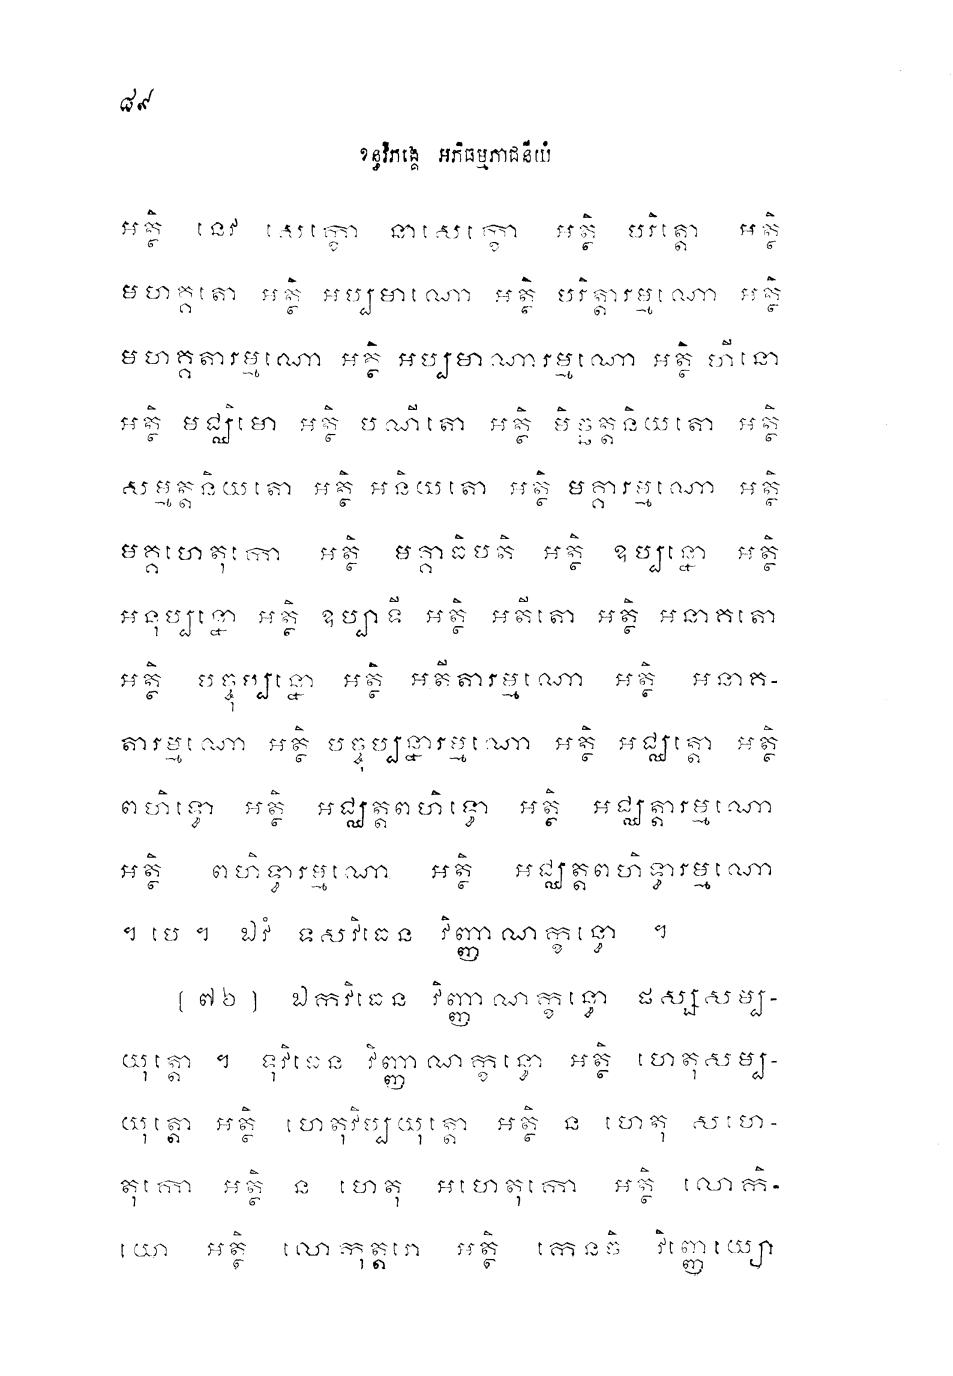 ៨៩
ខន្ធវិភង្គេ អភិធម្មភាជនីយំ
អត្ថិ នេវ សេក្ខោ នាសេក្ខោ អត្ថិ បរិត្តោ អត្ថិ
មហគ្គតោ អត្ថិ អប្បមាណោ អត្ថិ បរិត្តារម្មណោ អត្ថិ
មហគ្គតារម្មណោ អត្ថិ អប្បមាណារម្មណោ អត្ថិ ហីនោ
អត្ថិ មជ្ឈិមោ អត្ថិ បណីតោ អត្ថិ មិច្ឆត្តនិយតោ អត្ថិ
សម្មត្តនិយតោ អត្ថិ អនិយតោ អត្ថិ មគ្គារម្មណោ អត្ថិ
មគ្គហេតុកោ អត្ថិ មគ្គាធិបតិ អត្ថិ ឧប្បន្នោ អត្ថិ
អនុប្បន្នោ អត្ថិ ឧប្បាទី អត្ថិ អតីតោ អត្ថិ អនាគតោ
អត្ថិ បច្ចុប្បន្នោ អត្ថិ អតីតារម្មណោ អត្ថិ អនាគ-
តារម្មណោ អត្ថិ បច្ចុប្បន្នារម្មណោ អត្ថិ អជ្ឈត្តោ អត្ថិ
ពហិទ្ធោ អត្ថិ អជ្ឈត្តពហិទ្ធោ អត្ថិ អជ្ឈត្តារម្មណោ
អត្ថិ ពហិទ្ធារម្មណោ អត្ថិ អជ្ឈត្តពហិទ្ធារម្មណោ
។ បេ ។ ឯវំ ទសវិធេន វិញ្ញាណក្ខន្ធោ ។
(៧៦) ឯកវិធេន វិញ្ញាណក្ខន្ធោ ផស្សសម្ប-
យុត្តោ ។ ទុវិធេន វិញ្ញាណក្ខន្ធោ អត្ថិ ហេតុសម្ប-
យុត្តោ អត្ថិ ហេតុវិប្បយុត្តោ អត្ថិ ន ហេតុ សហេ-
តុកោ អត្ថិ ន ហេតុ អហេតុកោ អត្ថិ លោកិ-
យោ អត្ថិ លោកុត្តរោ អត្ថិ កេនចិ វិញ្ញេយ្យោ